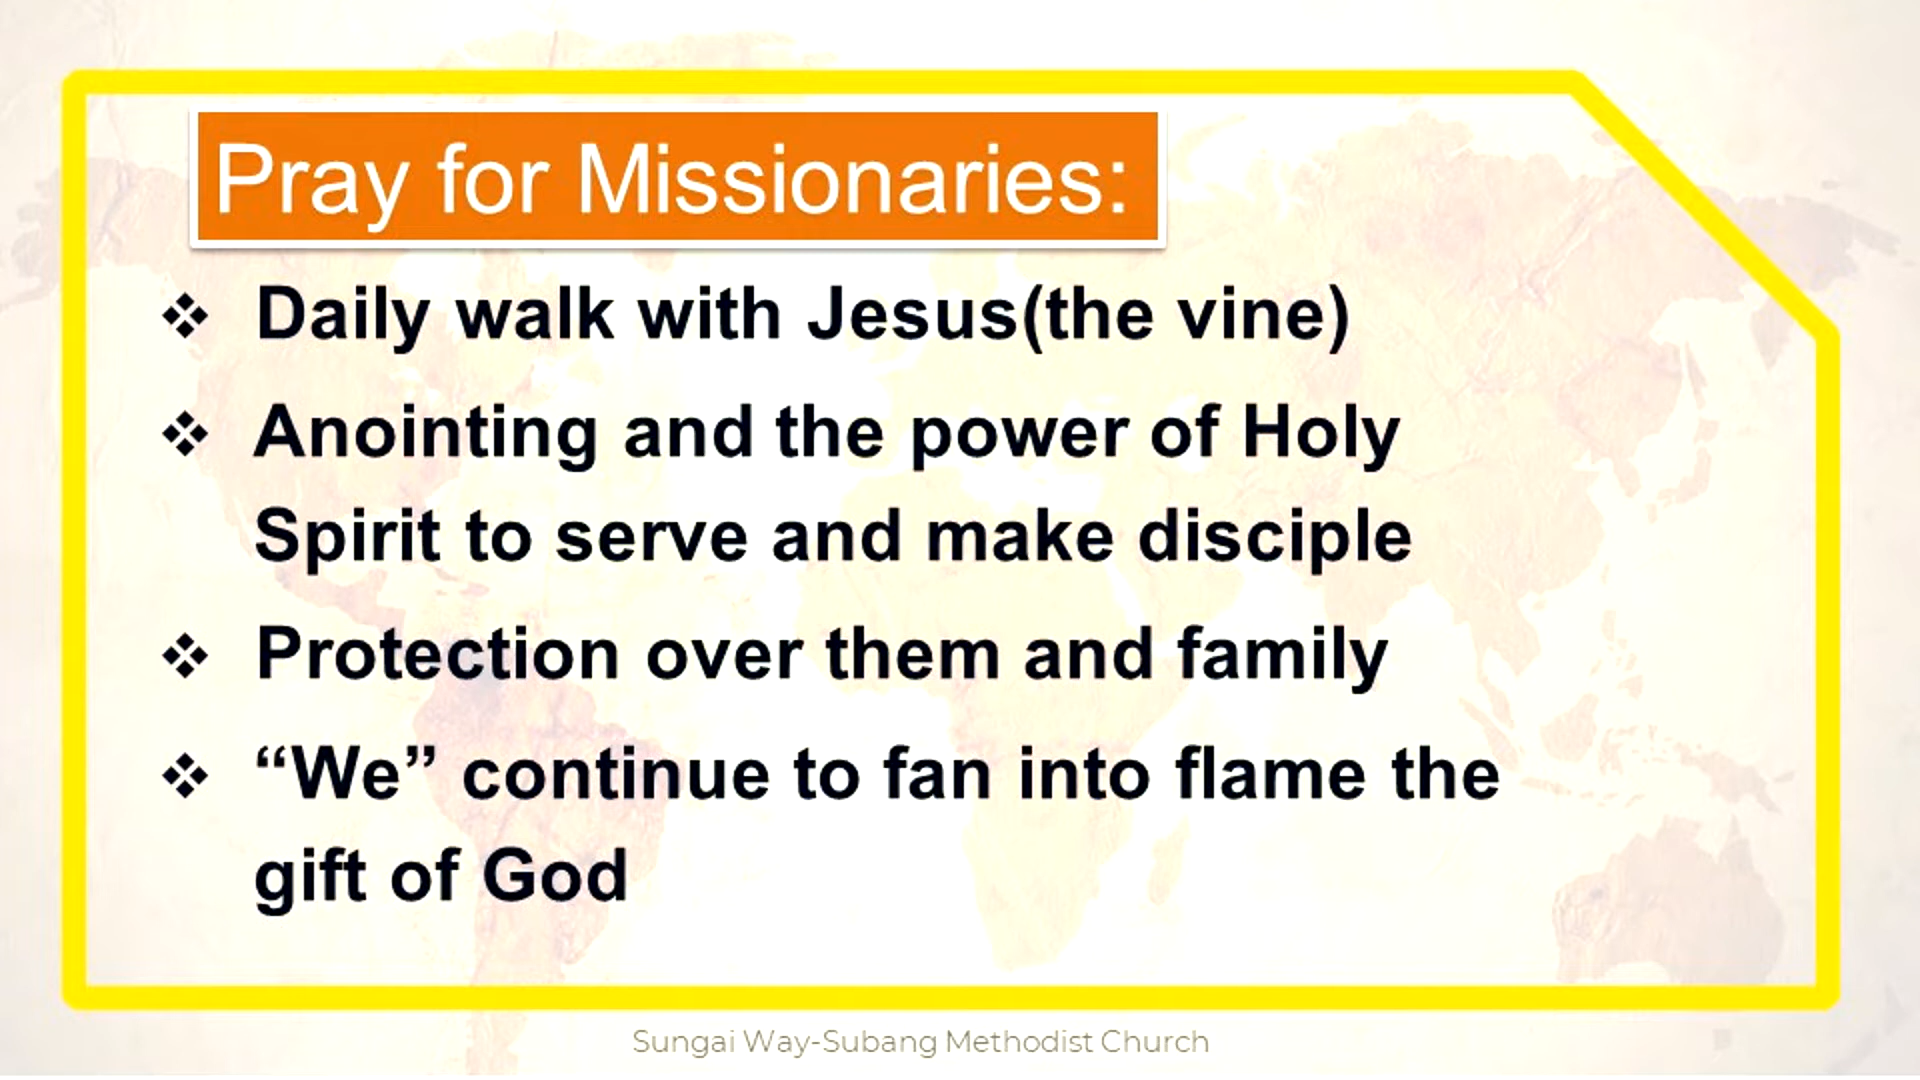 Pray for Missionaries:
❖ Daily walk with Jesus(the vine)
❖ Anointing and the power of Holy
Spirit to serve and make disciple
❖ Protection over them and family
❖ “We” continue to fan into flame the
gift of God
Sungai Way-Subang Methodist Church